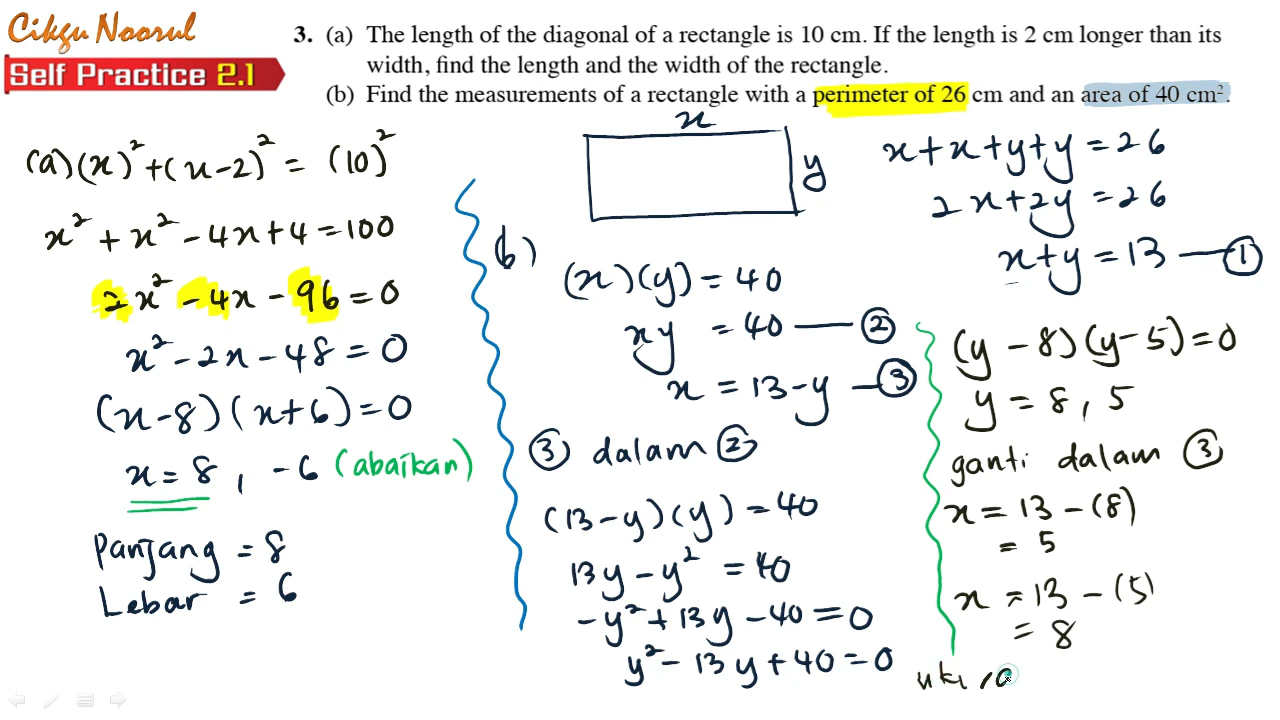 Cikgu Noorul
Self Practice 2.1
3. (a) The length of the diagonal of a rectangle is 10 cm. If the length is 2 cm longer than its
width, find the length and the width of the rectangle.
(b) Find the measurements of a rectangle with a perimeter of 26 cm and an area of 40 cm².
(a) (x)² + (x-2)² = (10)²
x² + x² - 4x + 4 = 100
2x² - 4x - 96 = 0
x² - 2x - 48 = 0
(x-8)(x+6) = 0
x = 8, -6 (abaikan)
Panjang = 8
Lebar = 6
x
y
(b)
x+x+y+y = 26
2x+2y = 26
x+y = 13 — ①
(x)(y) = 40
xy = 40 — ②
x = 13-y — ③
③ dalam ②
(13-y)(y) = 40
13y - y² = 40
-y² + 13y - 40 = 0
y² - 13y + 40 = 0
(y-8)(y-5) = 0
y = 8, 5
ganti dalam ③
x = 13 - (8)
= 5
x = 13 - (5)
= 8